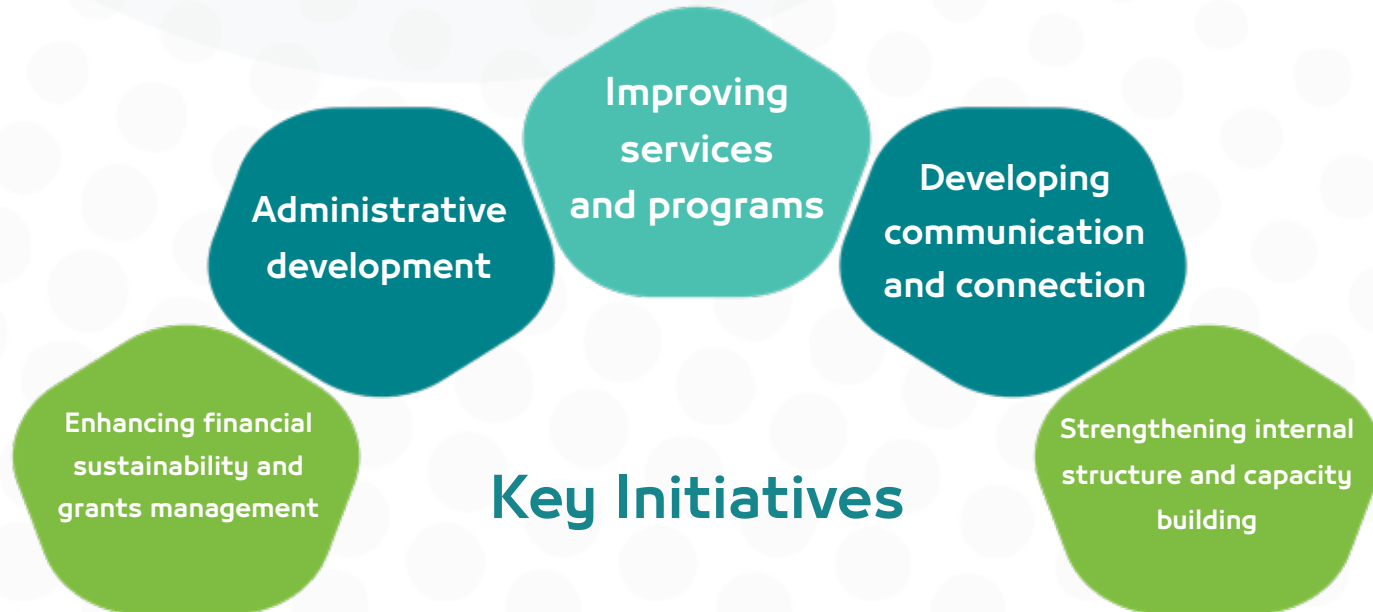 Improving
services
and programs
Administrative
development
Developing
communication
and connection
Enhancing financial
sustainability and
grants management
Strengthening internal
structure and capacity
building
Key Initiatives